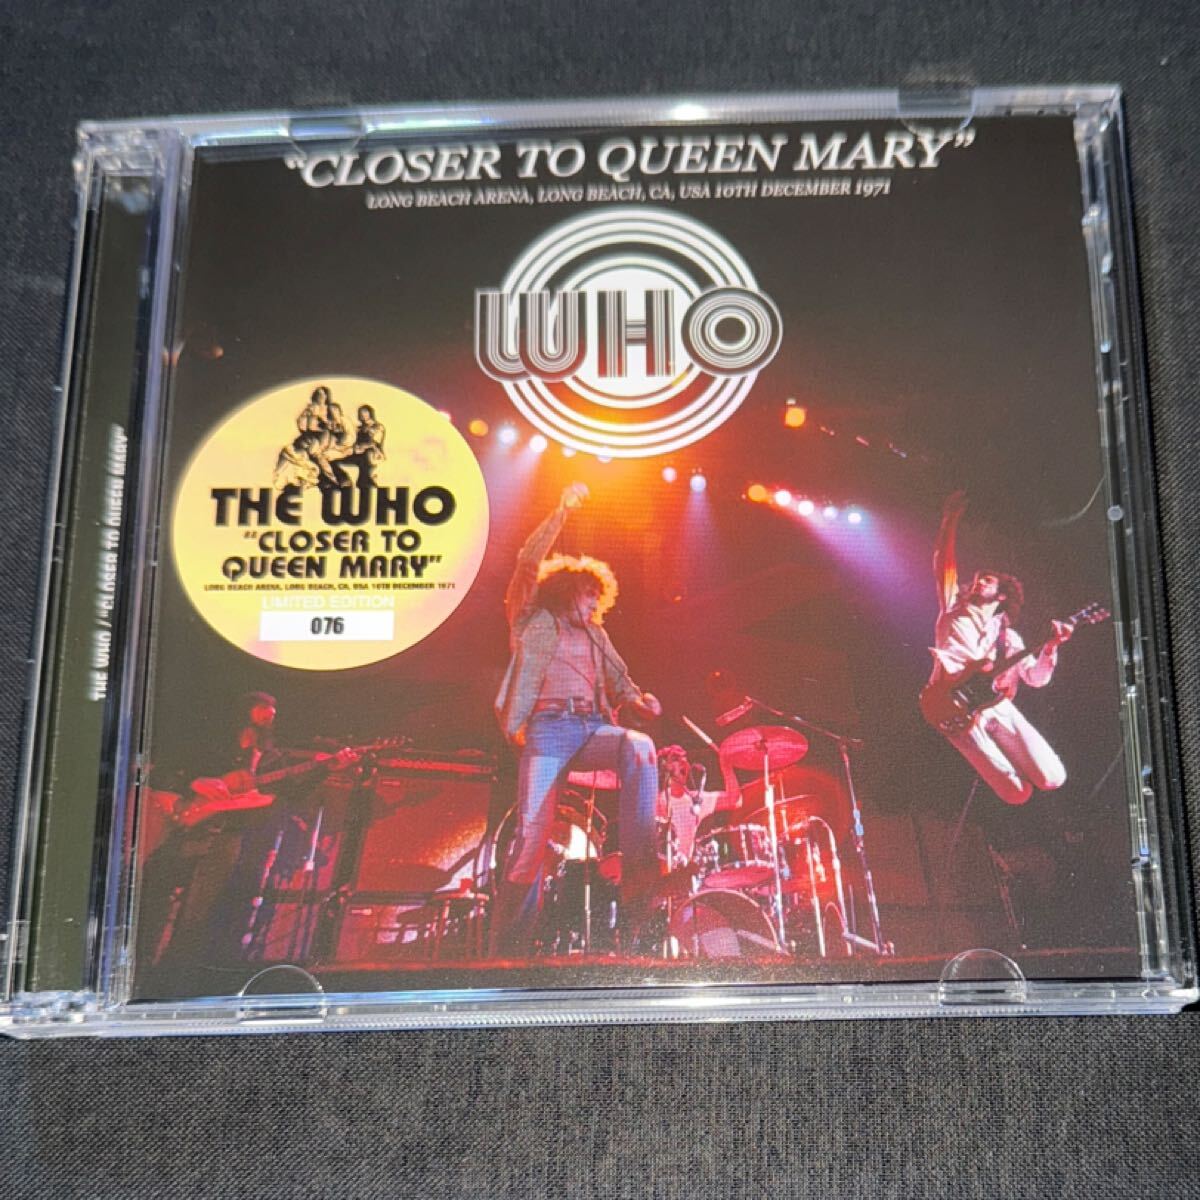 "CLOSER TO QUEEN MARY"
LONG BEACH ARENA, LONG BEACH, CA, USA 10TH DECEMBER 1971
WHO
THE WHO
"CLOSER TO
QUEEN MARY"
LONG BEACH ARENA, LONG BEACH, CA, USA 10TH DECEMBER 1971
LIMITED EDITION
076
THE WHO / "CLOSER TO QUEEN MARY"